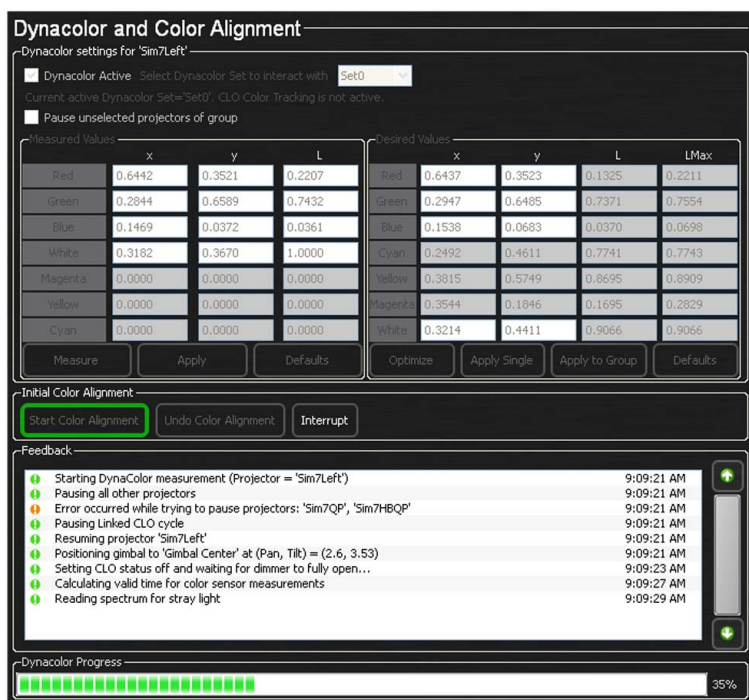 Dynacolor and Color Alignment
Dynacolor settings for 'Sim7Left'
Dynacolor Active Select Dynacolor Set to interact with Set0
Current active Dynacolor Set='Set0'. CLO Color Tracking is not active.
Pause unselected projectors of group
Measured Values
x y L
Red 0.6442 0.3521 0.2207
Green 0.2844 0.6589 0.7432
Blue 0.1469 0.0372 0.0361
White 0.3182 0.3670 1.0000
Magenta 0.0000 0.0000 0.0000
Yellow 0.0000 0.0000 0.0000
Cyan 0.0000 0.0000 0.0000
Measure Apply Defaults
Desired Values
x y L LMax
Red 0.6437 0.3523 0.1325 0.2211
Green 0.2947 0.6485 0.7371 0.7554
Blue 0.1538 0.0683 0.0370 0.0698
Cyan 0.2492 0.4611 0.7741 0.7743
Yellow 0.3815 0.5749 0.8695 0.8909
Magenta 0.3544 0.1846 0.1695 0.2829
White 0.3214 0.4411 0.9066 0.9066
Optimize Apply Single Apply to Group Defaults
Initial Color Alignment
Start Color Alignment Undo Color Alignment Interrupt
Feedback
Starting DynaColor measurement (Projector = 'Sim7Left') 9:09:21 AM
Pausing all other projectors 9:09:21 AM
Error occurred while trying to pause projectors: 'Sim7QP', 'Sim7HBQP' 9:09:21 AM
Pausing Linked CLO cycle 9:09:21 AM
Resuming projector 'Sim7Left' 9:09:21 AM
Positioning gimbal to 'Gimbal Center' at (Pan, Tilt) = (2.6, 3.53) 9:09:21 AM
Setting CLO status off and waiting for dimmer to fully open... 9:09:23 AM
Calculating valid time for color sensor measurements 9:09:27 AM
Reading spectrum for stray light 9:09:29 AM
Dynacolor Progress
35%